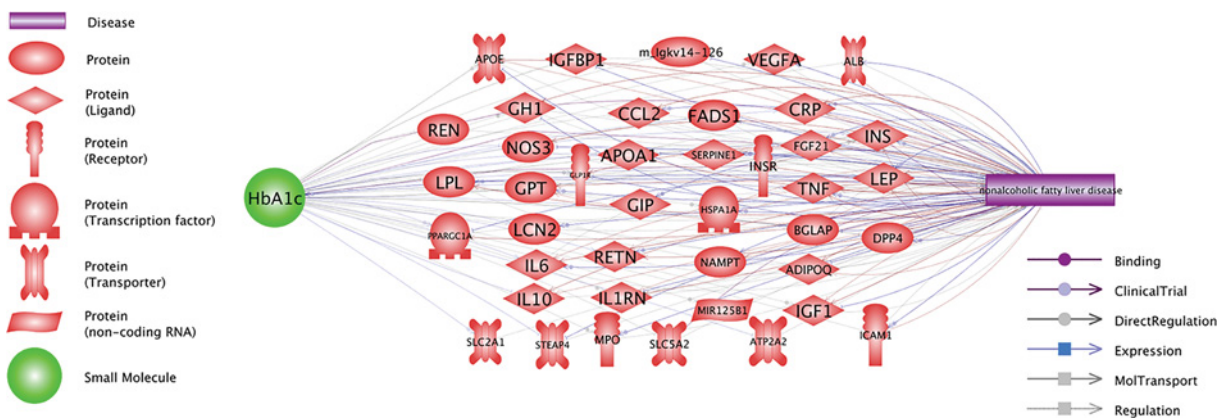 Disease
Protein
Protein
(Ligand)
Protein
(Receptor)
Protein
(Transcription factor)
Protein
(Transporter)
Protein
(non-coding RNA)
Small Molecule
HbA1c
APOE
IGFBP1
m_Igkv14-126
VEGFA
ALB
GH1
CCL2
FADS1
CRP
REN
NOS3
APOA1
SERPINE1
INSR
FGF21
INS
LPL
GPT
GLP1R
GIP
HSPA1A
TNF
LEP
PPARGC1A
LCN2
BGLAP
DPP4
IL6
RETN
NAMPT
ADIPOQ
IL10
IL1RN
MIR125B1
IGF1
SLC2A1
STEAP4
MPO
SLC5A2
ATP2A2
ICAM1
nonalcoholic fatty liver disease
Binding
ClinicalTrial
DirectRegulation
Expression
MolTransport
Regulation